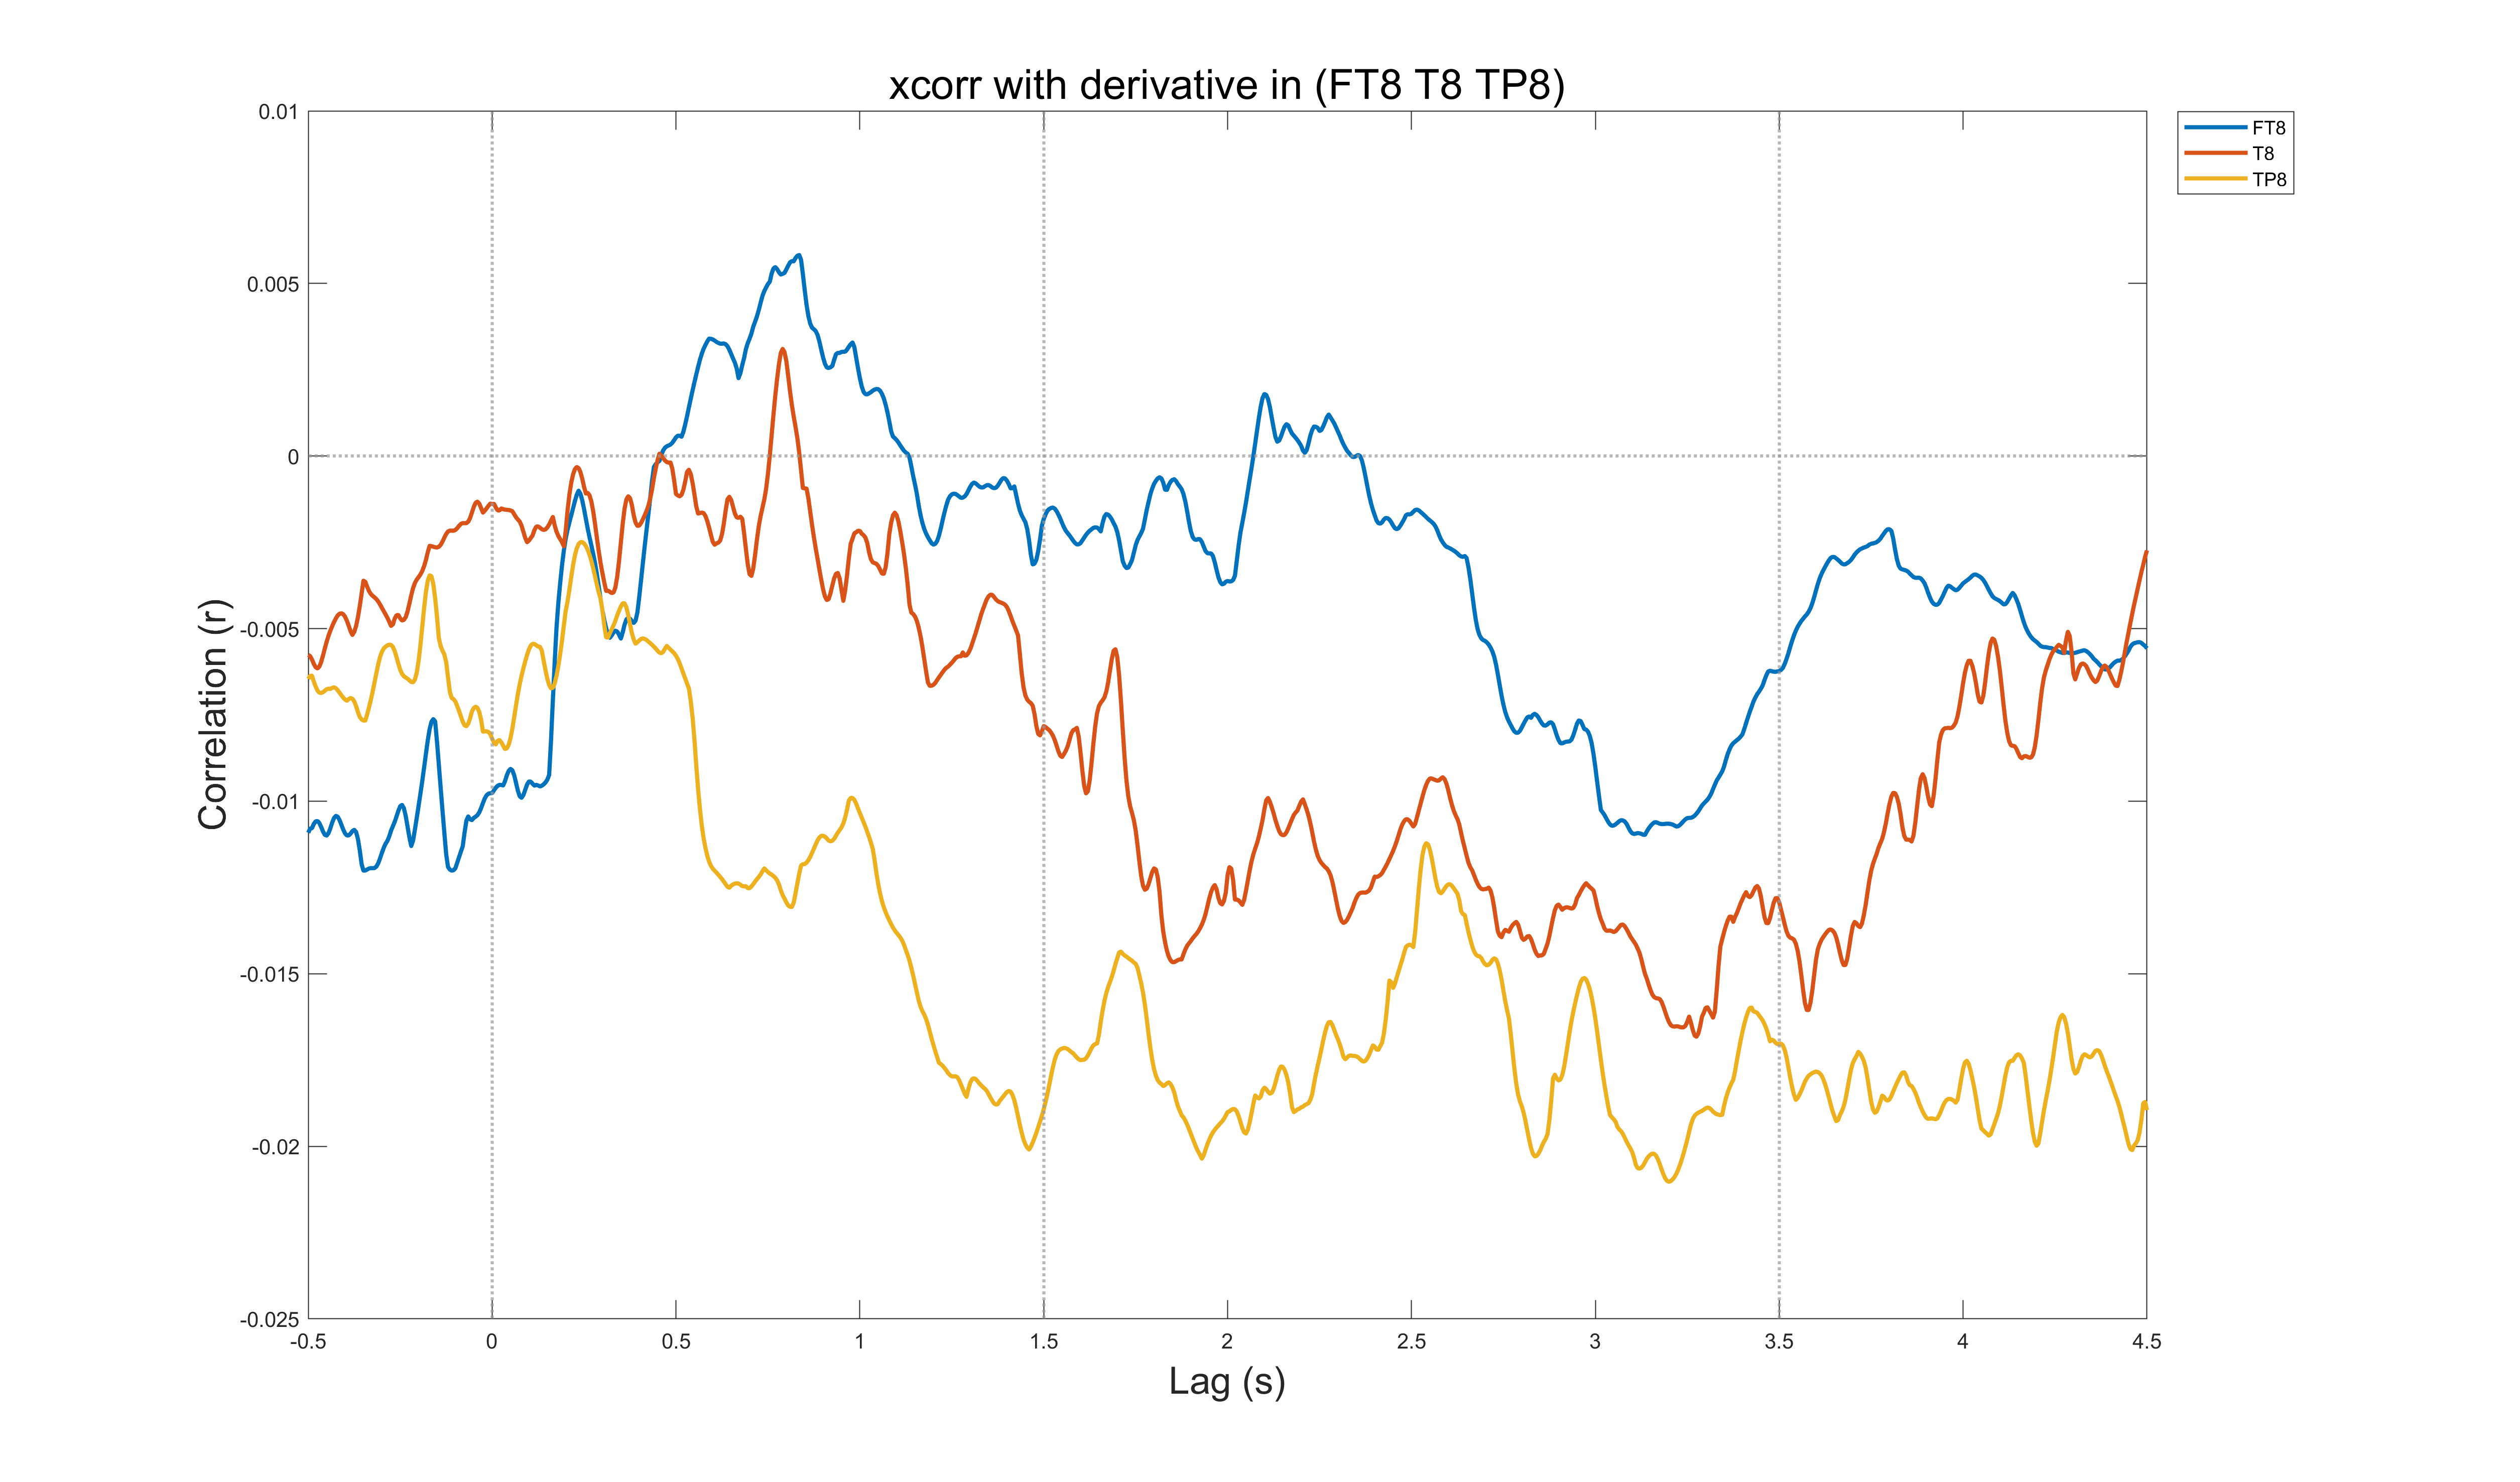 xcorr with derivative in (FT8 T8 TP8)
FT8
T8
TP8
0.01
0.005
0
-0.005
-0.01
-0.015
-0.02
-0.025
Correlation (r)
-0.5 0 0.5 1 1.5 2 2.5 3 3.5 4 4.5
Lag (s)